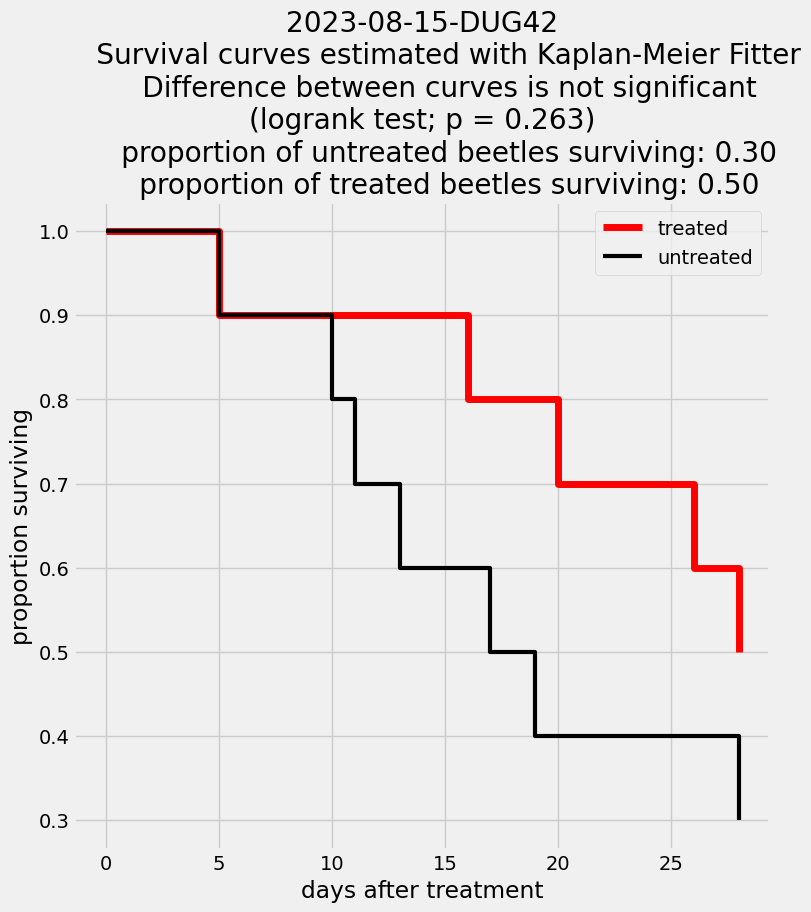 2023-08-15-DUG42
Survival curves estimated with Kaplan-Meier Fitter
Difference between curves is not significant
(logrank test; p = 0.263)
proportion of untreated beetles surviving: 0.30
proportion of treated beetles surviving: 0.50
treated
untreated
1.0
0.9
0.8
0.7
0.6
0.5
0.4
0.3
proportion surviving
0 5 10 15 20 25
days after treatment